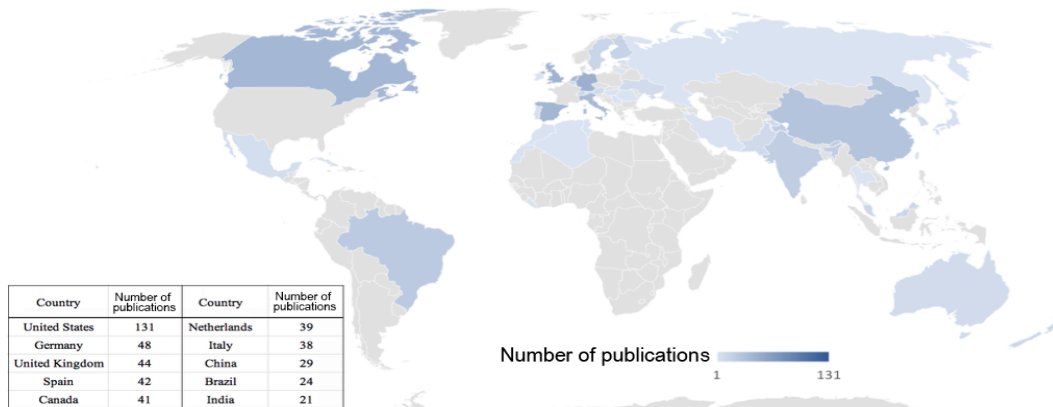 Country Number of publications Country Number of publications
United States 131 Netherlands 39
Germany 48 Italy 38
United Kingdom 44 China 29
Spain 42 Brazil 24
Canada 41 India 21
Number of publications
1 131